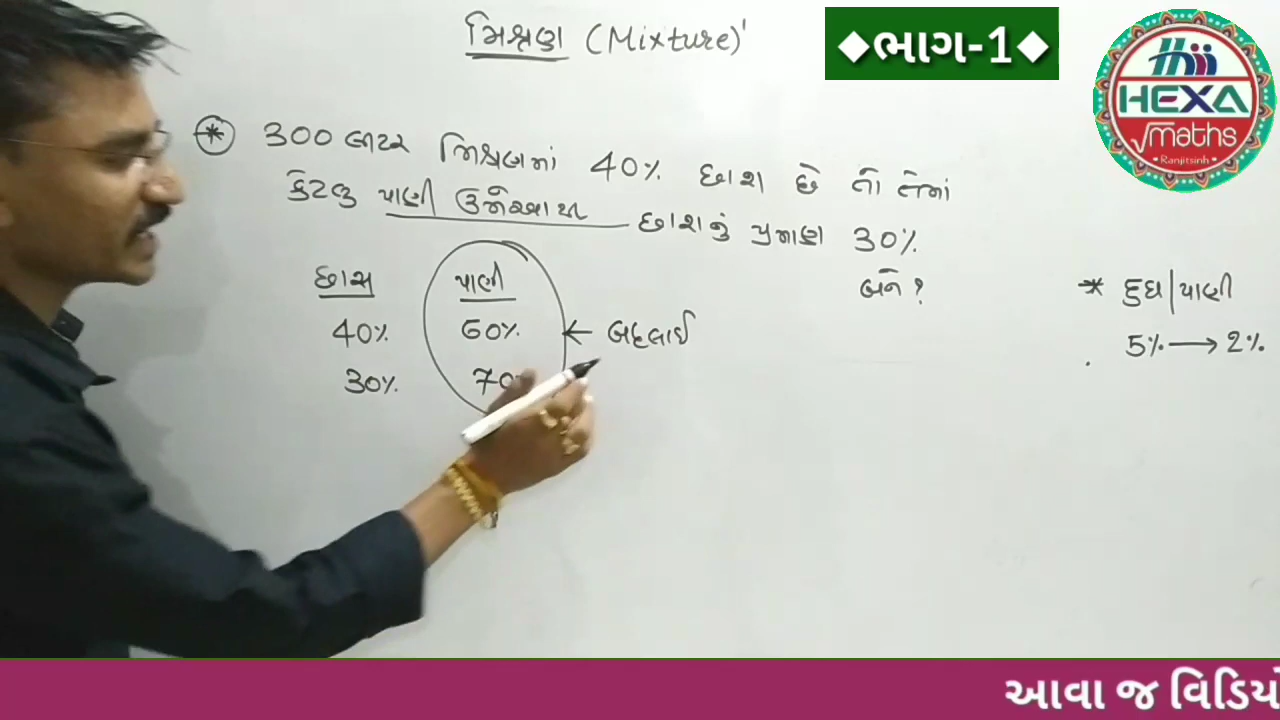 મિશ્રણ (Mixture)
◆ભાગ-1◆
HEXA
√maths
• Ranjitsinh •
* 300 લીટર મિશ્રણમાં 40% છાશ છે તો તેમાં
કેટલુ પાણી ઉમેરવાથી છાશનું પ્રમાણ 30%
બને ?
છાસ પાણી
40% 60% ← બદલાઈ
30% 70%
* દુધ|પાણી
5% → 2%
આવા જ વિડિયો